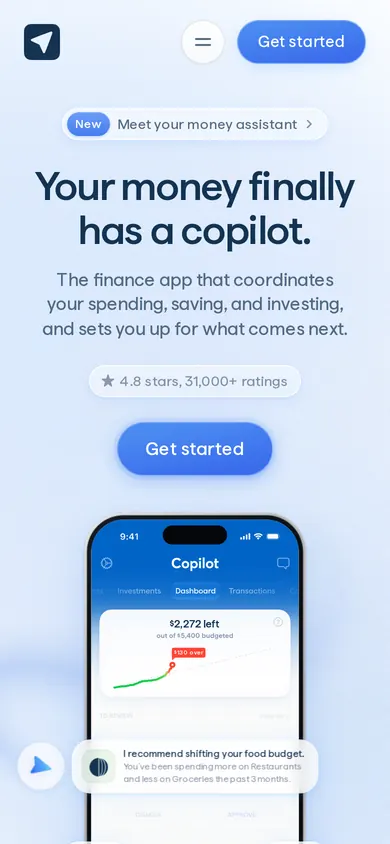 Get started
New Meet your money assistant
Your money finally
has a copilot.
The finance app that coordinates
your spending, saving, and investing,
and sets you up for what comes next.
4.8 stars, 31,000+ ratings
Get started
9:41
Copilot
Investments Dashboard Transactions
$2,272 left
out of $5,400 budgeted
$130 over
I recommend shifting your food budget.
You've been spending more on Restaurants
and less on Groceries the past 3 months.